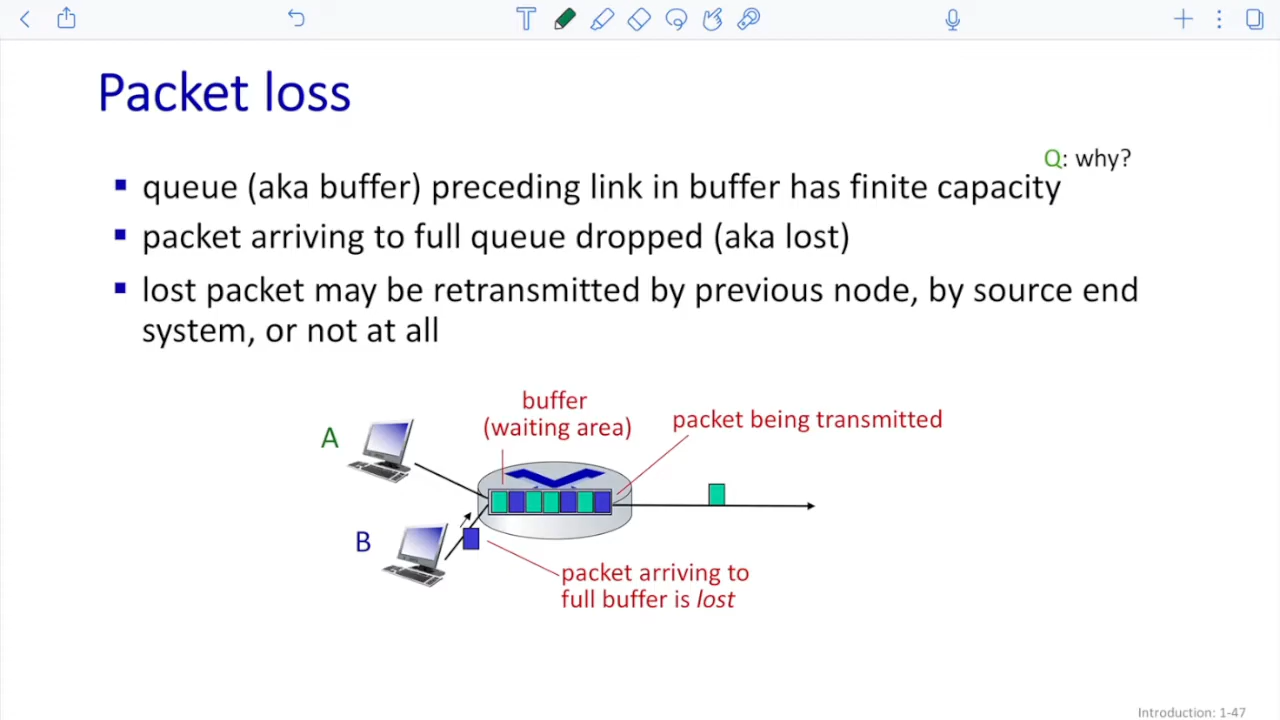 Packet loss
Q: why?
queue (aka buffer) preceding link in buffer has finite capacity
packet arriving to full queue dropped (aka lost)
lost packet may be retransmitted by previous node, by source end
system, or not at all
buffer
(waiting area)
packet being transmitted
A
B
packet arriving to
full buffer is lost
Introduction: 1-47